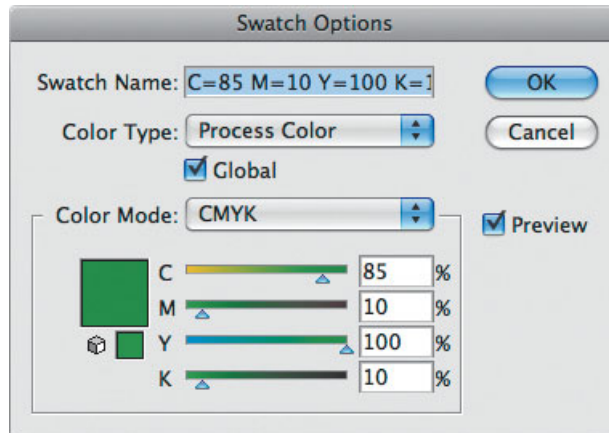 Swatch Options
Swatch Name: C=85 M=10 Y=100 K=1 OK
Color Type: Process Color Cancel
Global
Color Mode: CMYK Preview
C 85 %
M 10 %
Y 100 %
K 10 %